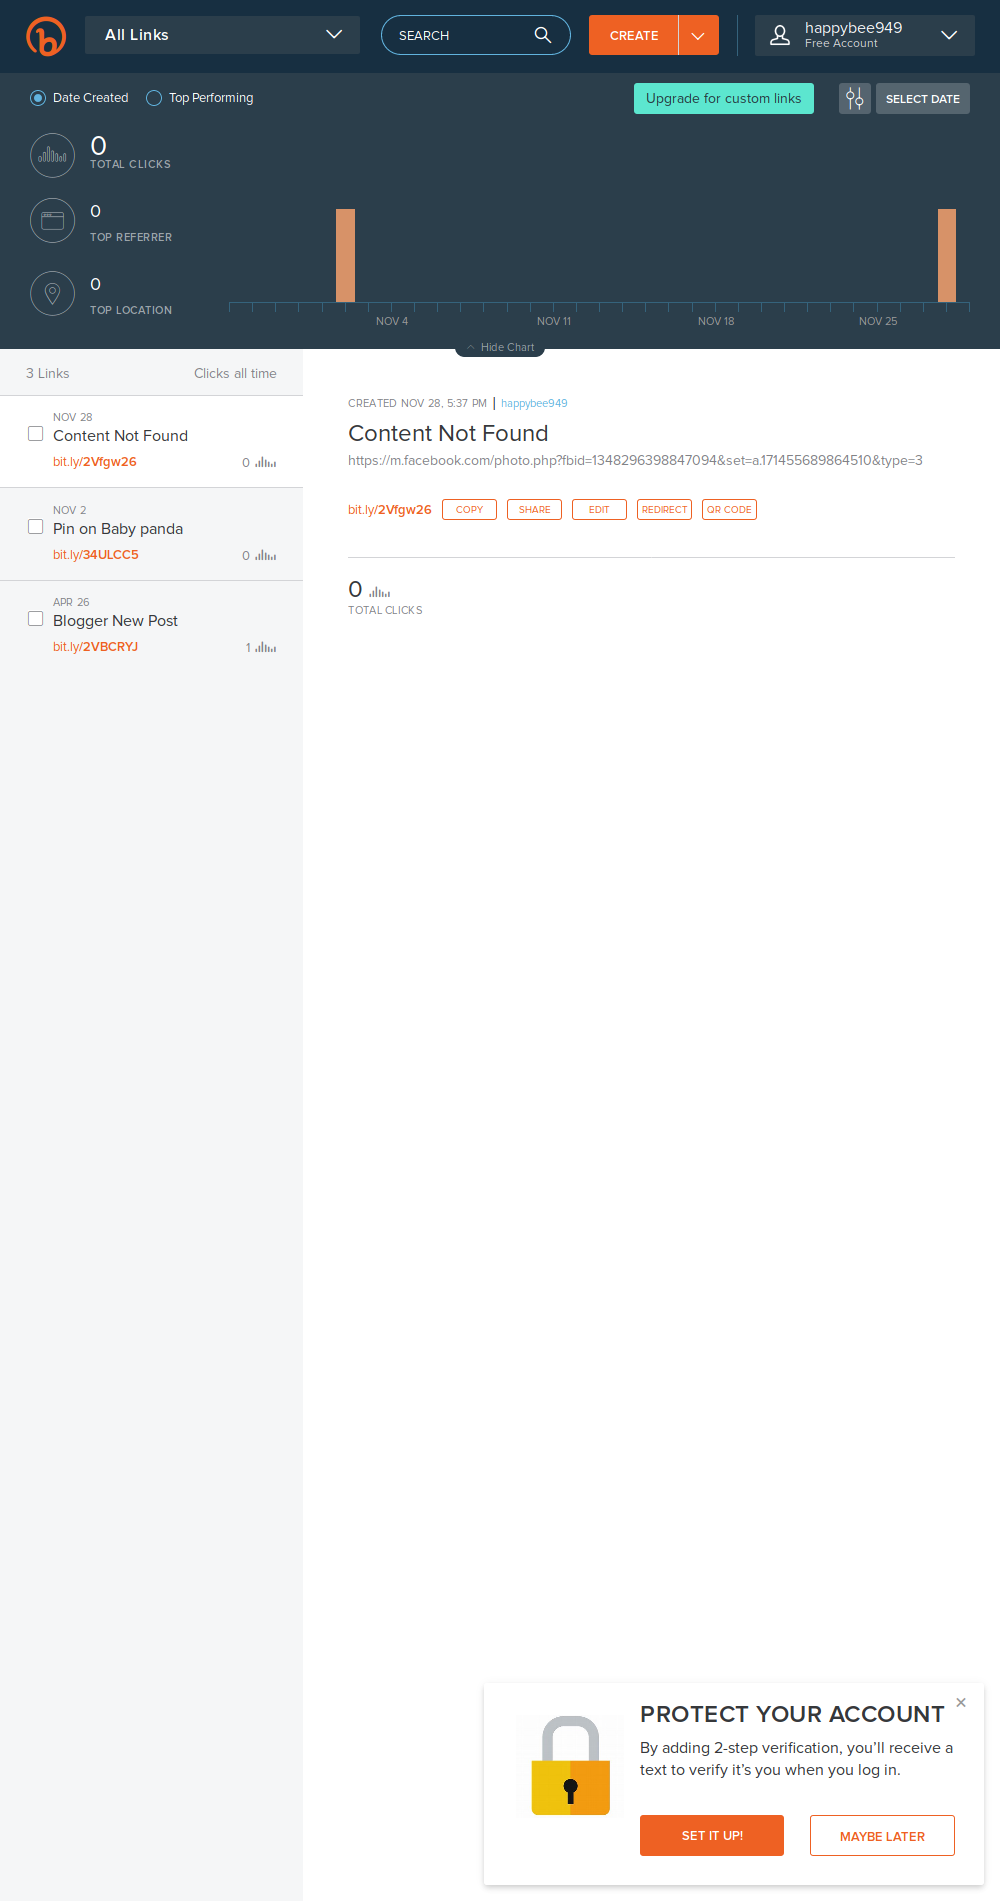 All Links
SEARCH
CREATE
happybee949
Free Account
Date Created
Top Performing
Upgrade for custom links
SELECT DATE
0
TOTAL CLICKS
0
TOP REFERRER
0
TOP LOCATION
NOV 4
NOV 11
NOV 18
NOV 25
Hide Chart
3 Links
Clicks all time
NOV 28
Content Not Found
bit.ly/2Vfgw26
0
NOV 2
Pin on Baby panda
bit.ly/34ULCC5
0
APR 26
Blogger New Post
bit.ly/2VBCRYJ
1
CREATED NOV 28, 5:37 PM | happybee949
Content Not Found
https://m.facebook.com/photo.php?fbid=1348296398847094&set=a.171455689864510&type=3
bit.ly/2Vfgw26
COPY
SHARE
EDIT
REDIRECT
QR CODE
0
TOTAL CLICKS
PROTECT YOUR ACCOUNT
By adding 2-step verification, you'll receive a
text to verify it's you when you log in.
SET IT UP!
MAYBE LATER